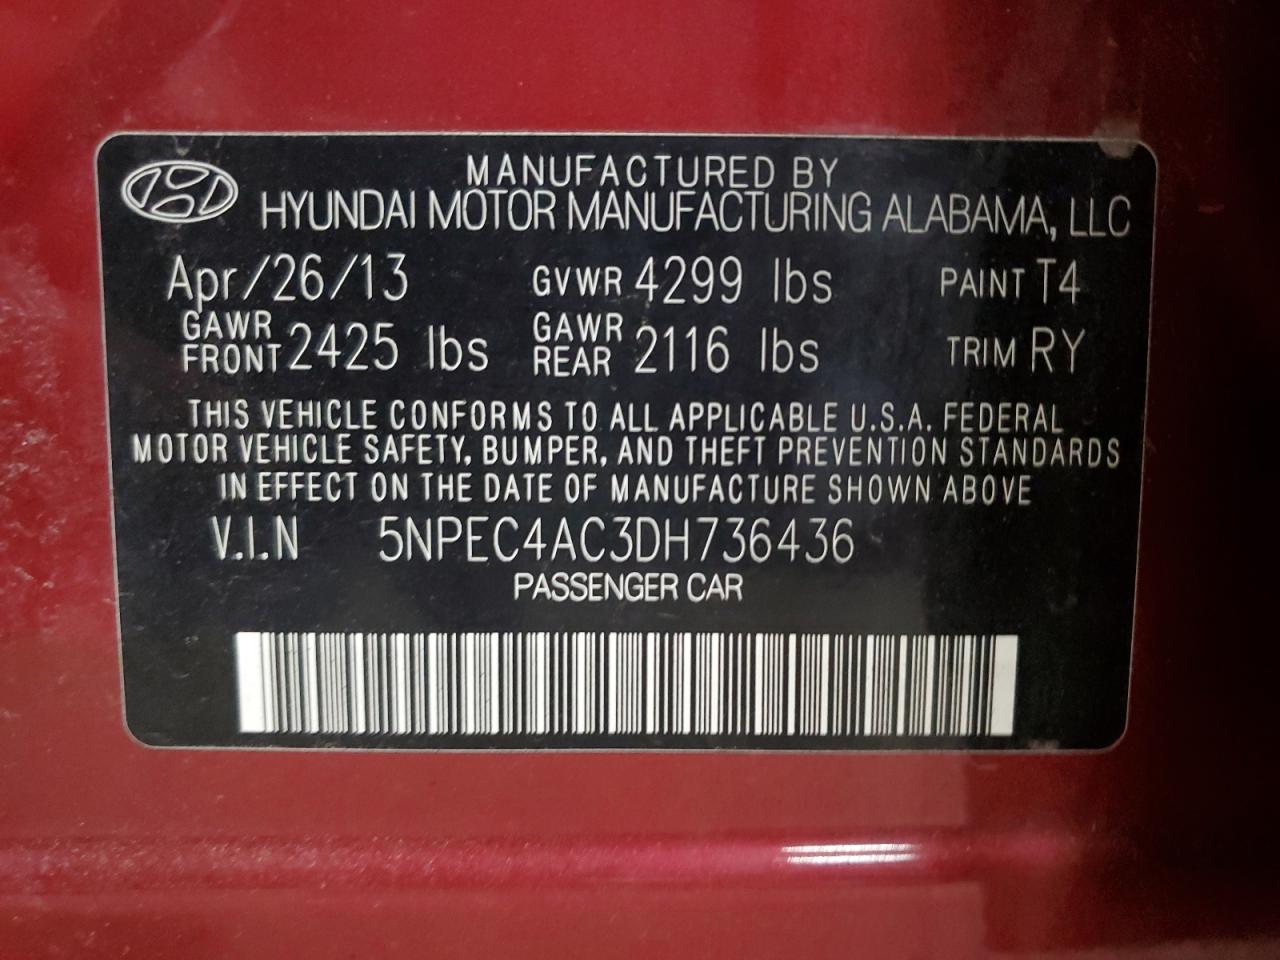 MANUFACTURED BY
HYUNDAI MOTOR MANUFACTURING ALABAMA, LLC
Apr/26/13 GVWR 4299 lbs PAINT T4
GAWR FRONT 2425 lbs GAWR REAR 2116 lbs TRIM RY
THIS VEHICLE CONFORMS TO ALL APPLICABLE U.S.A. FEDERAL
MOTOR VEHICLE SAFETY, BUMPER, AND THEFT PREVENTION STANDARDS
IN EFFECT ON THE DATE OF MANUFACTURE SHOWN ABOVE
V.I.N 5NPEC4AC3DH736436
PASSENGER CAR